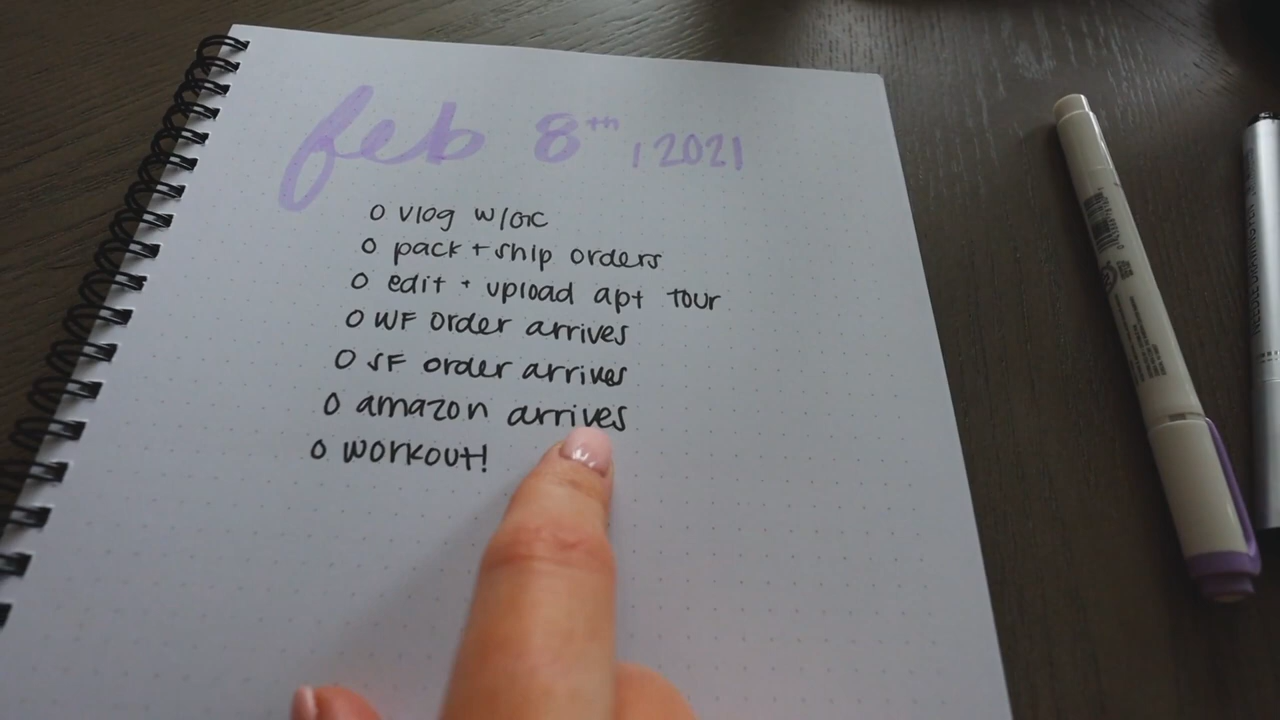 feb 8th, 2021
o vlog w/GC
o pack + ship orders
o edit + upload apt tour
o WF order arrives
o SF order arrives
o amazon arrives
o workout!